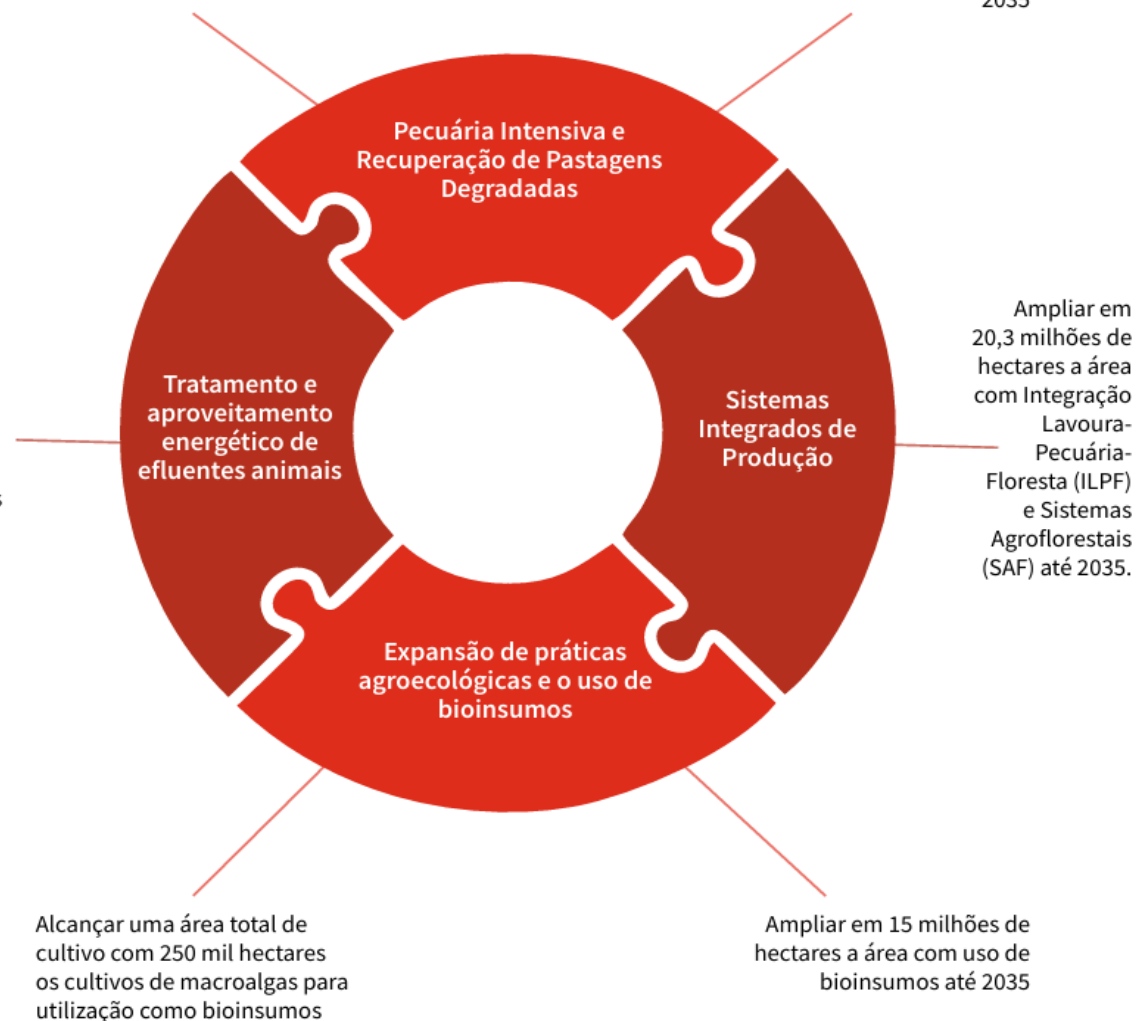 2035
Pecuária Intensiva e
Recuperação de Pastagens
Degradadas
Tratamento e
aproveitamento
energético de
efluentes animais
Sistemas
Integrados de
Produção
Ampliar em
20,3 milhões de
hectares a área
com Integração
Lavoura-
Pecuária-
Floresta (ILPF)
e Sistemas
Agroflorestais
(SAF) até 2035.
Expansão de práticas
agroecológicas e o uso de
bioinsumos
Alcançar uma área total de
cultivo com 250 mil hectares
os cultivos de macroalgas para
utilização como bioinsumos
Ampliar em 15 milhões de
hectares a área com uso de
bioinsumos até 2035